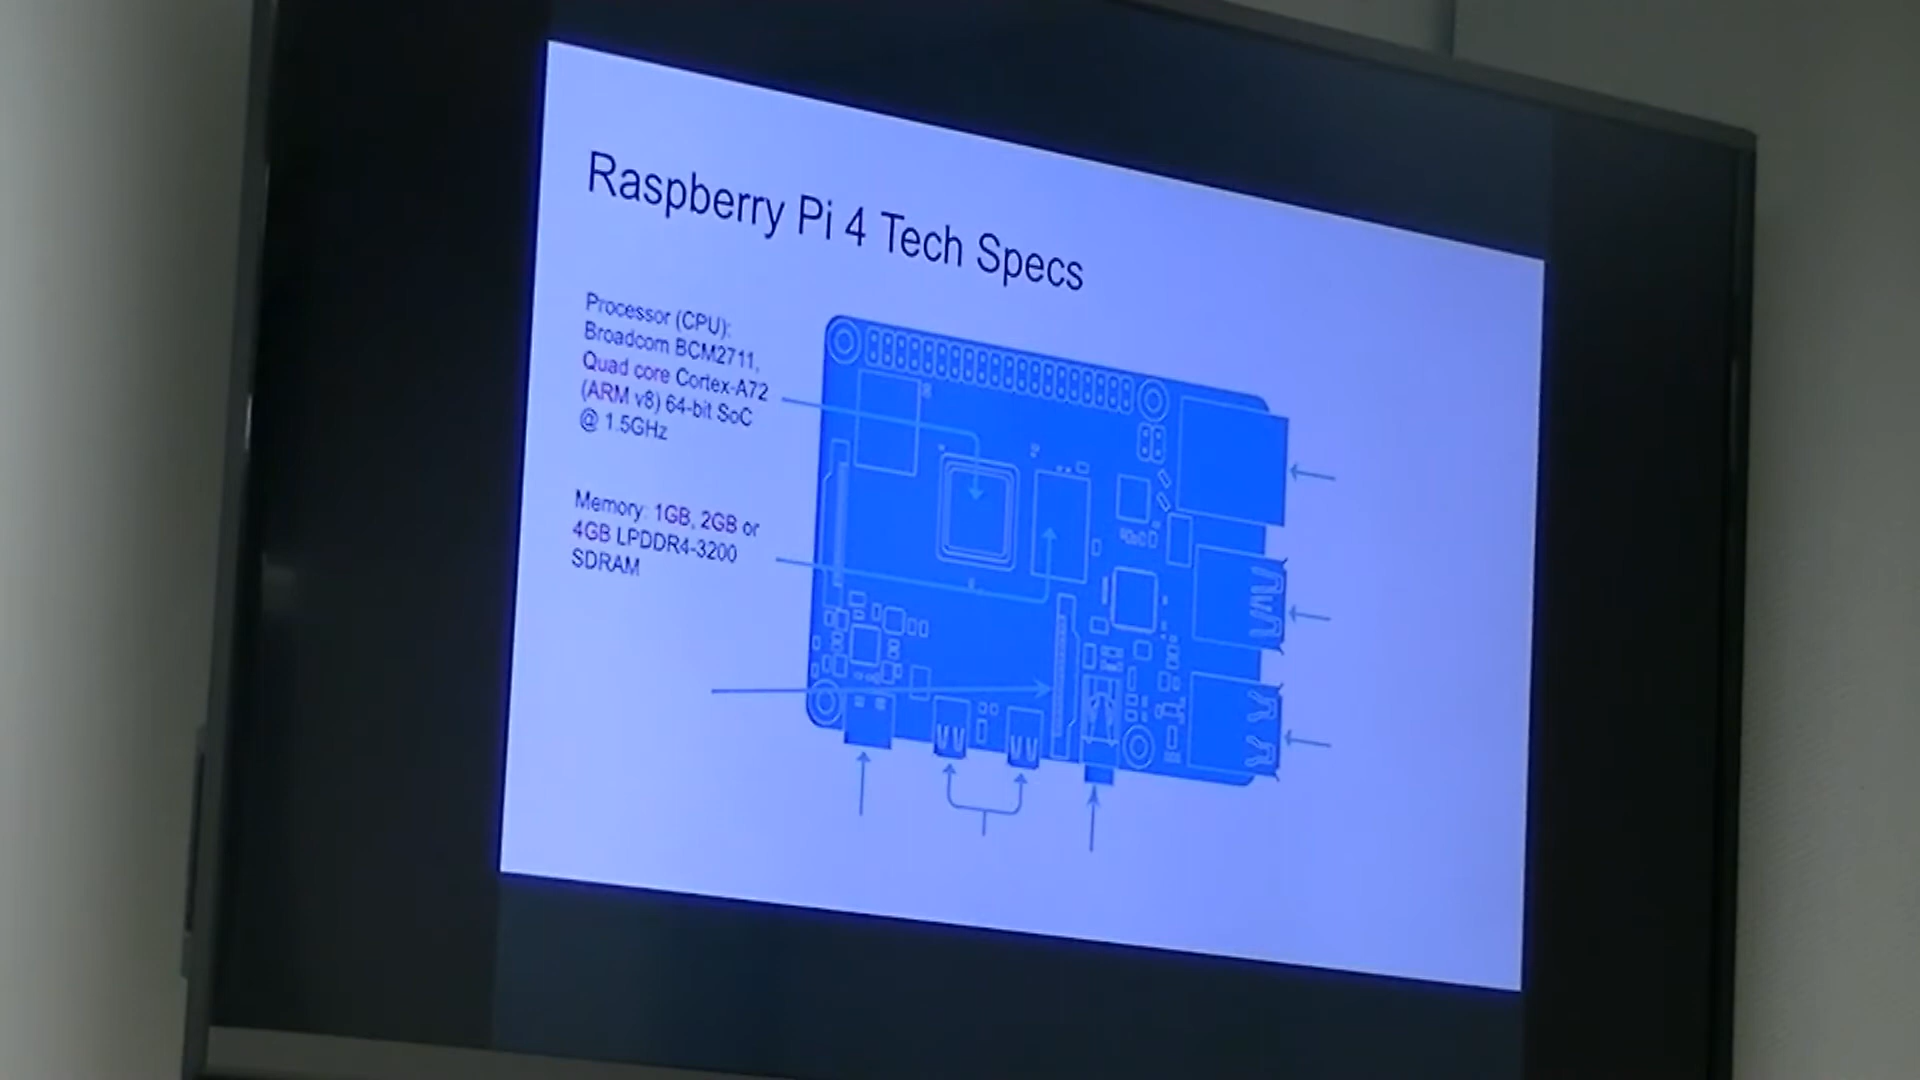 Raspberry Pi 4 Tech Specs
Processor (CPU):
Broadcom BCM2711,
Quad core Cortex-A72
(ARM v8) 64-bit SoC
@ 1.5GHz
Memory: 1GB, 2GB or
4GB LPDDR4-3200
SDRAM